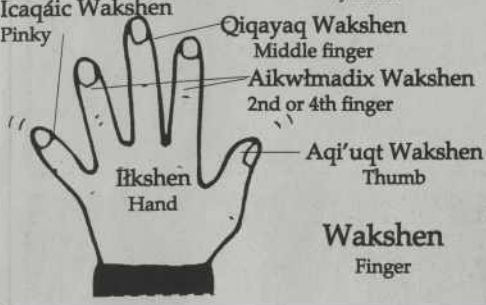 Icaqáic Wakshen
Pinky
Qiqayaq Wakshen
Middle finger
Aikwłmadix Wakshen
2nd or 4th finger
Aqi'uqt Wakshen
Thumb
Iłkshen
Hand
Wakshen
Finger